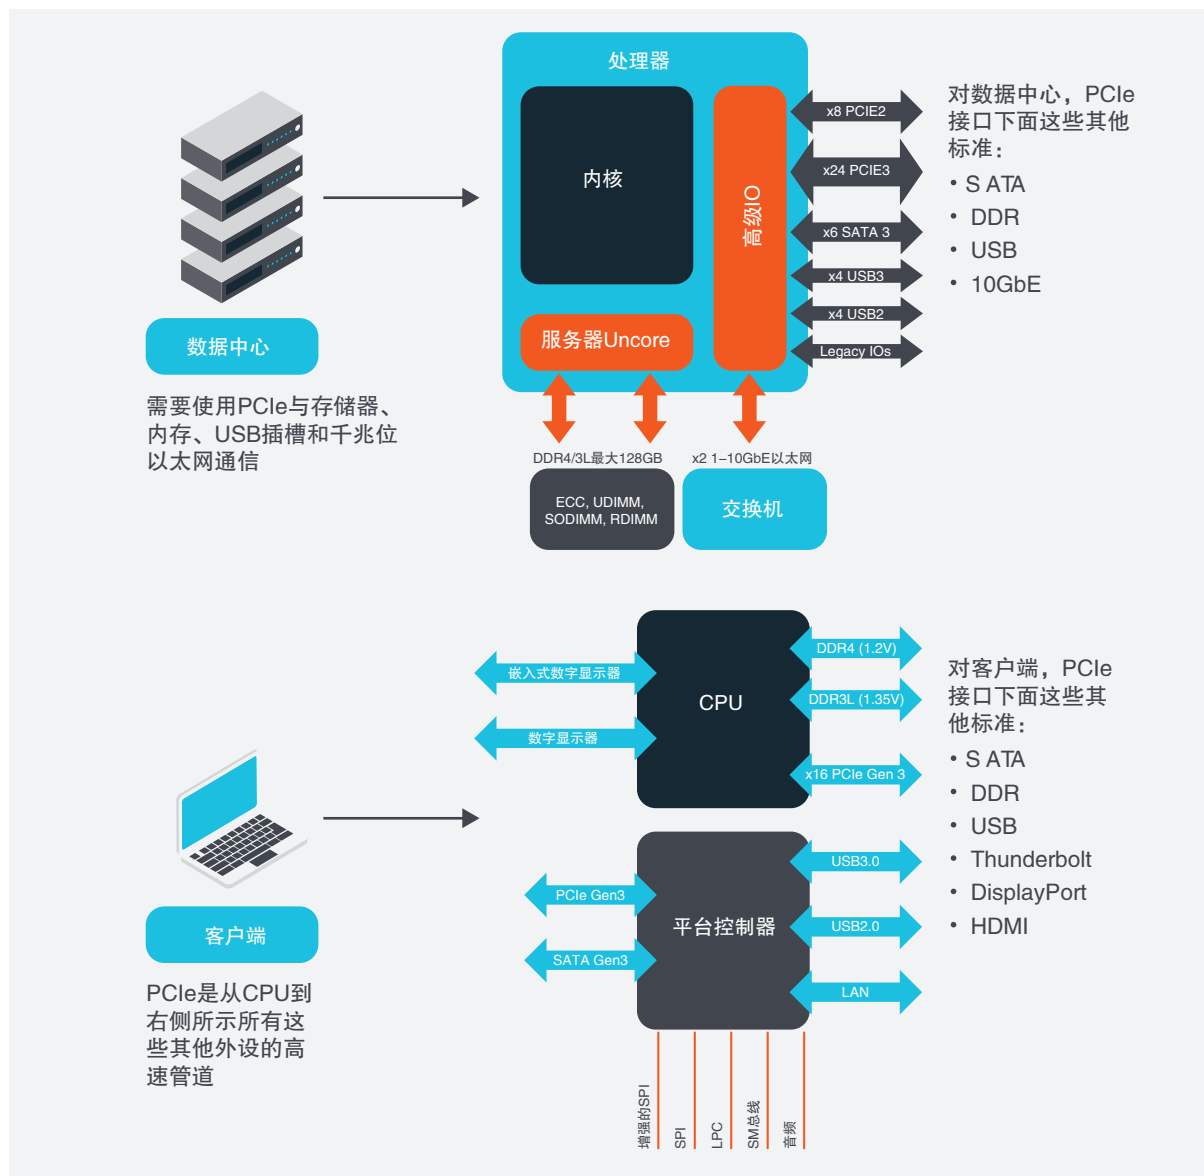 处理器
内核
高级IO
服务器Uncore
x8 PCIE2
x24 PCIE3
x6 SATA 3
x4 USB3
x4 USB2
Legacy IOs
对数据中心，PCIe
接口下面这些其他
标准：
• S ATA
• DDR
• USB
• 10GbE
数据中心
需要使用PCIe与存储器、
内存、USB插槽和千兆位
以太网通信
DDR4/3L最大128GB
x2 1–10GbE以太网
ECC, UDIMM,
SODIMM, RDIMM
交换机
嵌入式数字显示器
数字显示器
CPU
DDR4 (1.2V)
DDR3L (1.35V)
x16 PCIe Gen 3
对客户端，PCIe
接口下面这些其
他标准：
• S ATA
• DDR
• USB
• Thunderbolt
• DisplayPort
• HDMI
PCIe Gen3
SATA Gen3
平台控制器
USB3.0
USB2.0
LAN
客户端
PCIe是从CPU到
右侧所示所有这
些其他外设的高
速管道
增强的SPI
SPI
LPC
SM总线
音频